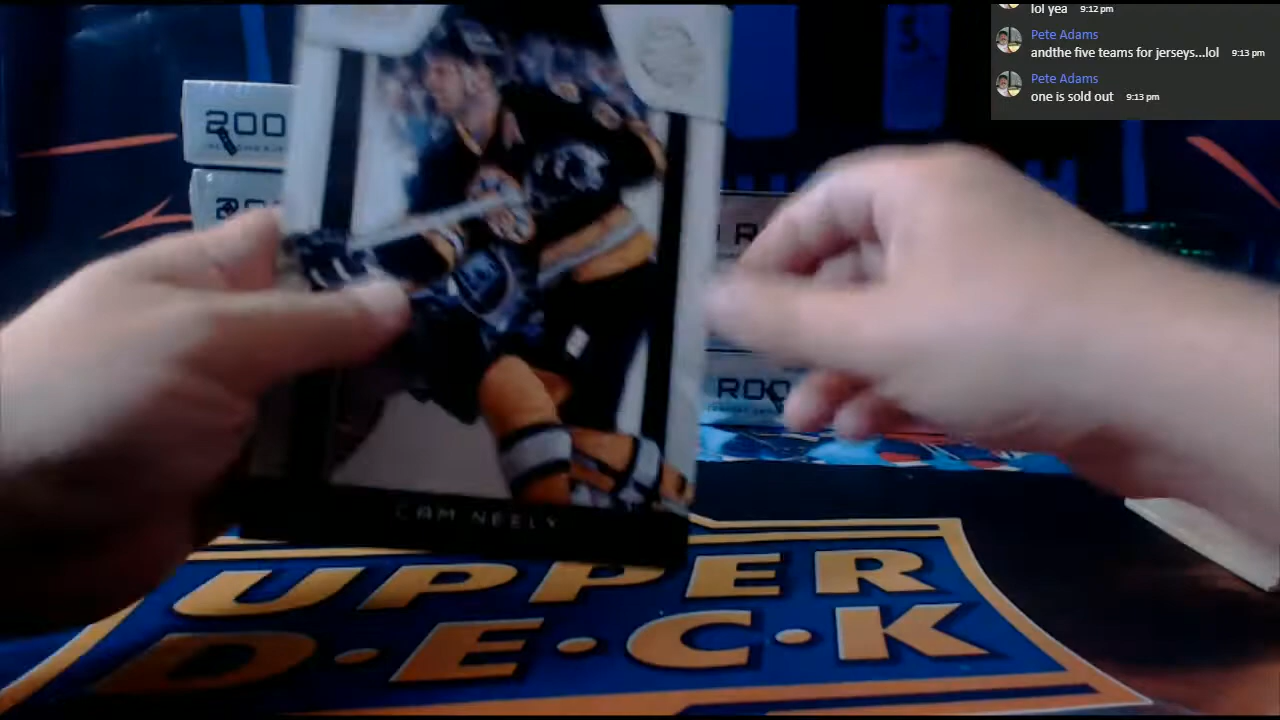 lol yea 9:12 pm
Pete Adams
andthe five teams for jerseys...lol 9:13 pm
Pete Adams
one is sold out 9:13 pm
200
CAM NEELY
UPPER
D·E·C·K